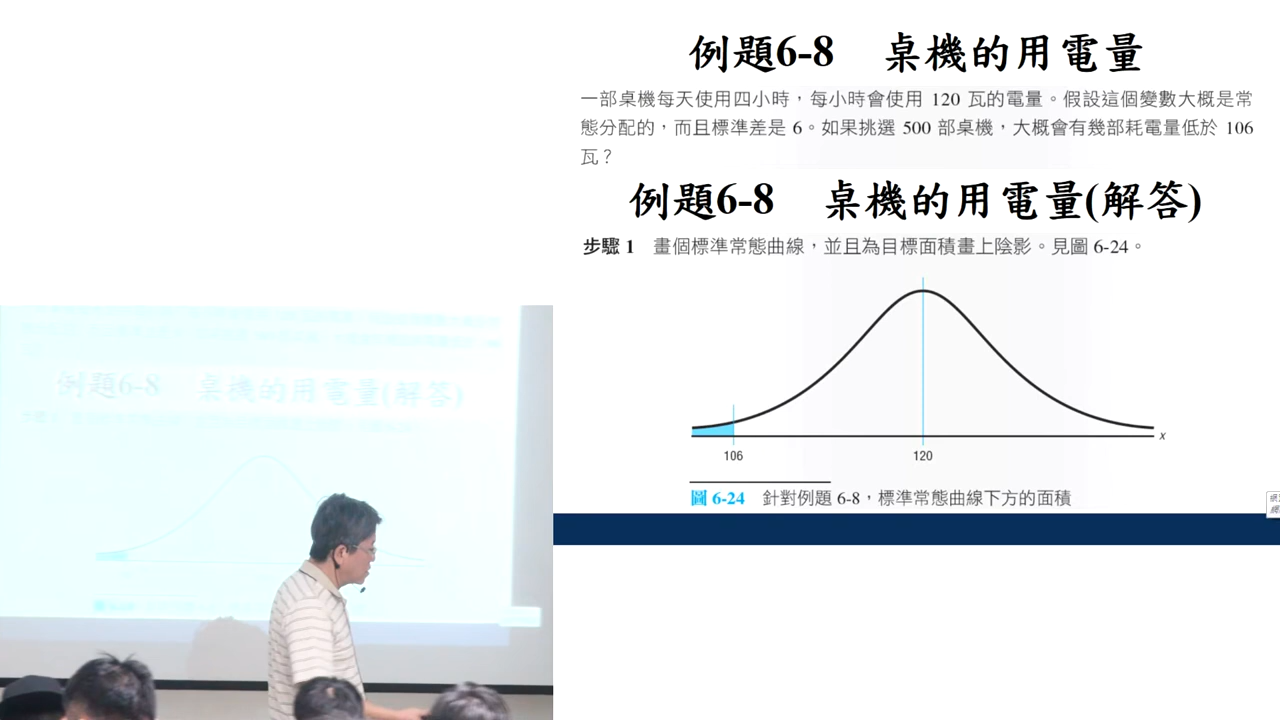 例題6-8 桌機的用電量
一部桌機每天使用四小時，每小時會使用 120 瓦的電量。假設這個變數大概是常
態分配的，而且標準差是 6。如果挑選 500 部桌機，大概會有幾部耗電量低於 106
瓦？
例題6-8 桌機的用電量(解答)
步驟 1 畫個標準常態曲線，並且為目標面積畫上陰影。見圖 6-24。
x
106 120
圖 6-24 針對例題 6-8，標準常態曲線下方的面積
例題6-8 桌機的用電量(解答)